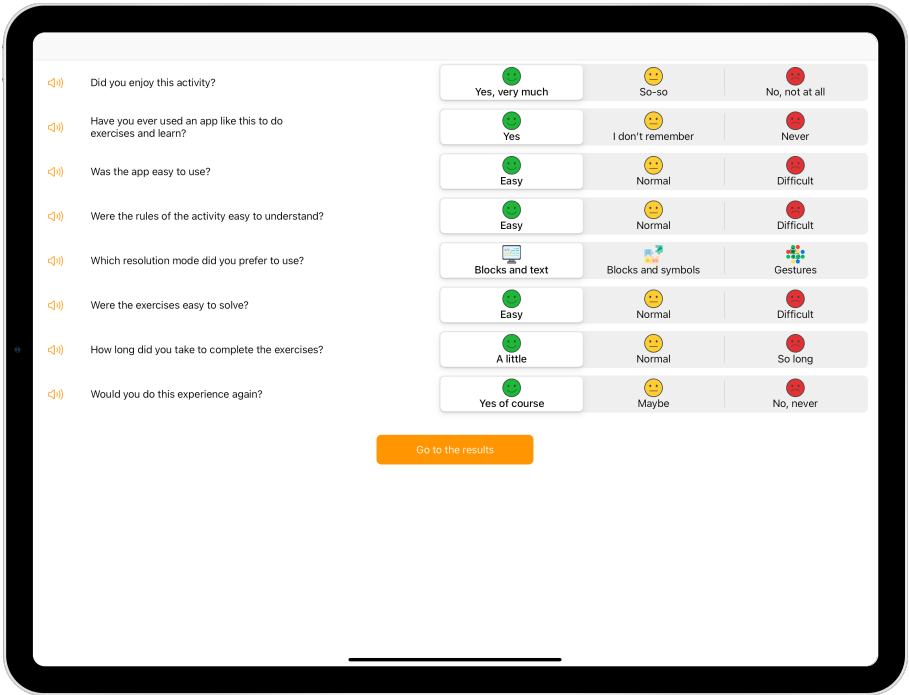 Did you enjoy this activity?
Yes, very much
So-so
No, not at all
Have you ever used an app like this to do
exercises and learn?
Yes
I don't remember
Never
Was the app easy to use?
Easy
Normal
Difficult
Were the rules of the activity easy to understand?
Easy
Normal
Difficult
Which resolution mode did you prefer to use?
Blocks and text
Blocks and symbols
Gestures
Were the exercises easy to solve?
Easy
Normal
Difficult
How long did you take to complete the exercises?
A little
Normal
So long
Would you do this experience again?
Yes of course
Maybe
No, never
Go to the results